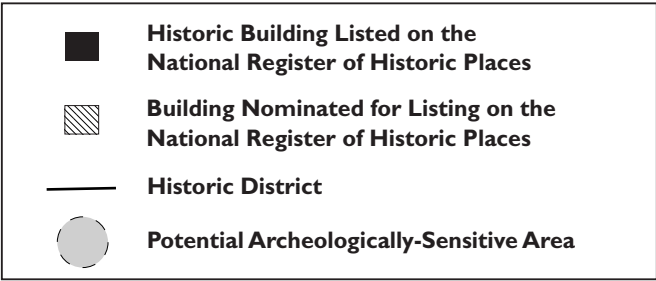 Historic Building Listed on the
National Register of Historic Places
Building Nominated for Listing on the
National Register of Historic Places
Historic District
Potential Archeologically-Sensitive Area